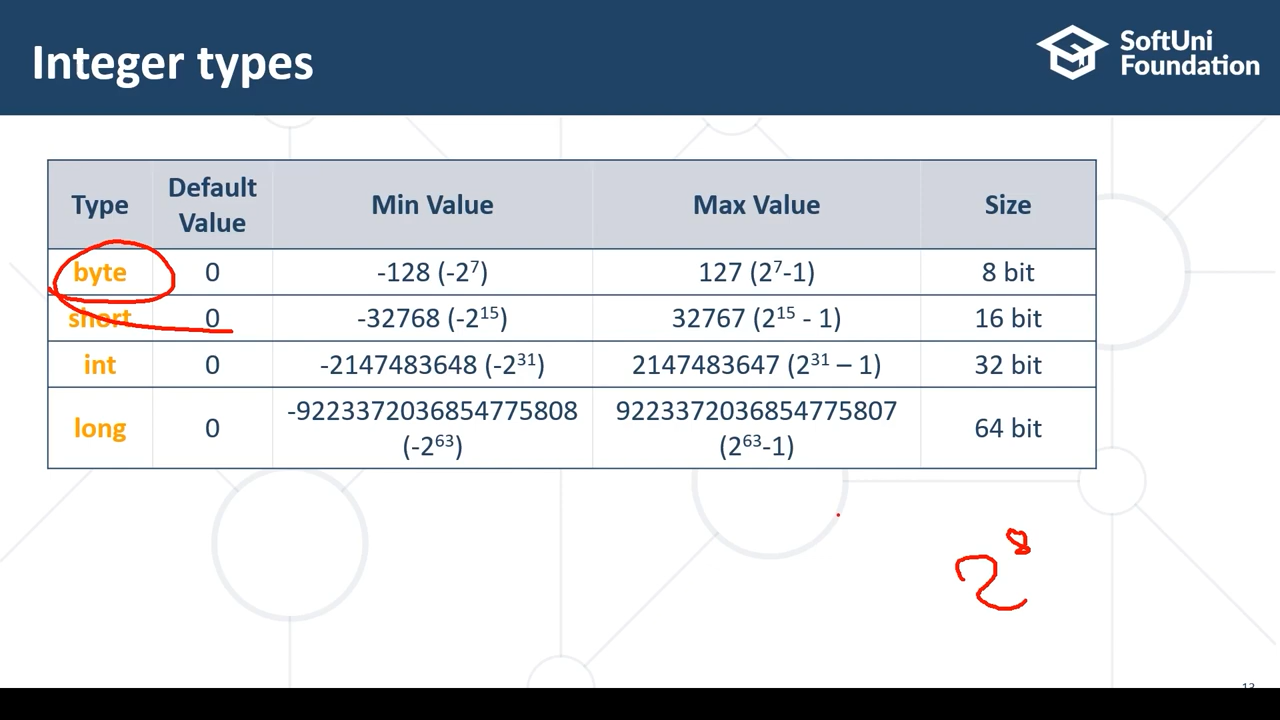 Integer types
SoftUni
Foundation
Type Default Value Min Value Max Value Size
byte 0 -128 (-2⁷) 127 (2⁷-1) 8 bit
short 0 -32768 (-2¹⁵) 32767 (2¹⁵ - 1) 16 bit
int 0 -2147483648 (-2³¹) 2147483647 (2³¹ – 1) 32 bit
long 0 -9223372036854775808 (-2⁶³) 9223372036854775807 (2⁶³-1) 64 bit
2⁸
13